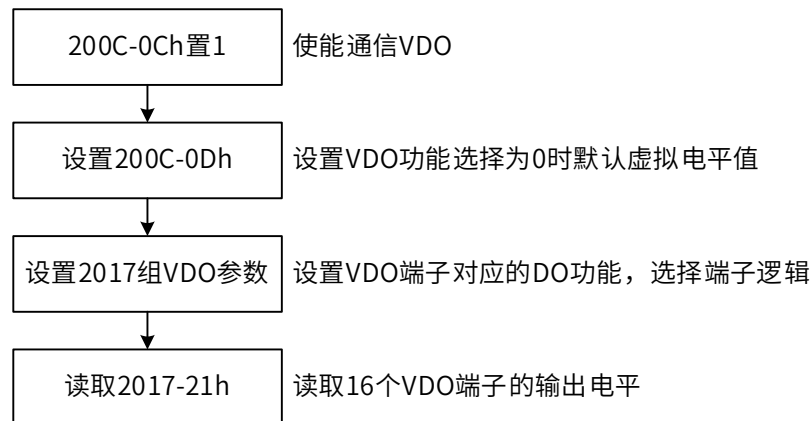 200C-0Ch置1 使能通信VDO
设置200C-0Dh 设置VDO功能选择为0时默认虚拟电平值
设置2017组VDO参数 设置VDO端子对应的DO功能，选择端子逻辑
读取2017-21h 读取16个VDO端子的输出电平